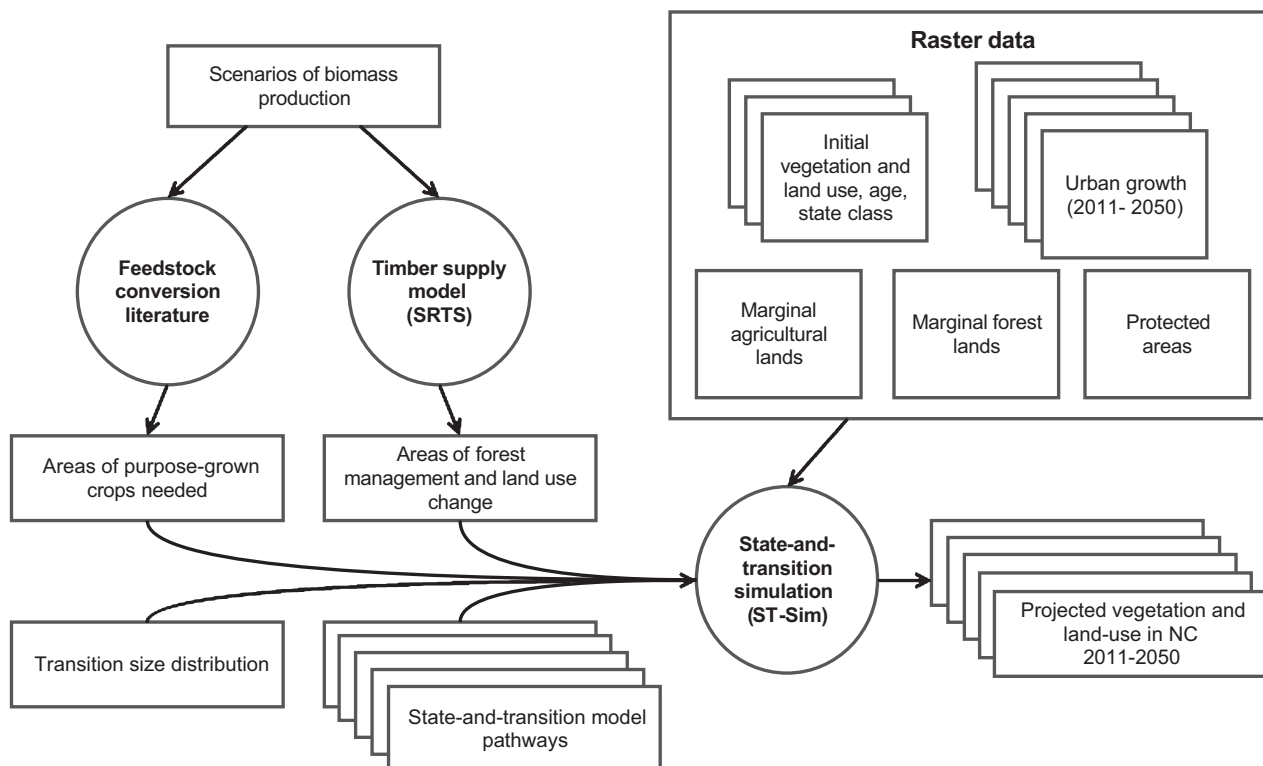 Scenarios of biomass
production
Feedstock
conversion
literature
Timber supply
model
(SRTS)
Areas of purpose-grown
crops needed
Areas of forest
management and land use
change
Transition size distribution
State-and-transition model
pathways
Raster data
Initial
vegetation and
land use, age,
state class
Urban growth
(2011- 2050)
Marginal
agricultural
lands
Marginal forest
lands
Protected
areas
State-and-
transition
simulation
(ST-Sim)
Projected vegetation and
land-use in NC
2011-2050